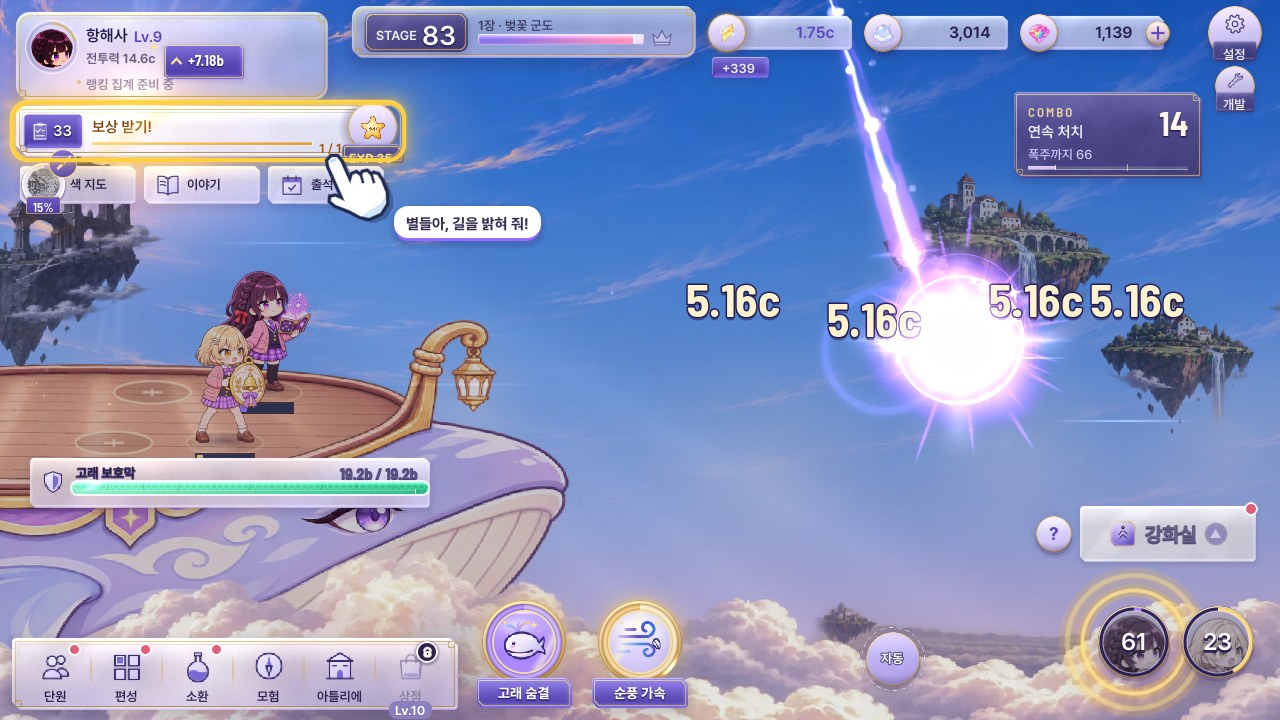 항해사 Lv.9
전투력 14.6c
+7.18b
랭킹 집계 준비 중
STAGE 83
1장 · 벚꽃 군도
1.75c
+339
3,014
1,139
설정
개발
33
보상 받기!
1/1
EXP 35
COMBO
연속 처치
14
폭주까지 66
15%
색 지도
이야기
출석
별들아, 길을 밝혀 줘!
5.16c
5.16c
5.16c
5.16c
고래 보호막
19.2b / 19.2b
?
강화실
단원
편성
소환
모험
아틀리에
상점
Lv.10
고래 숨결
순풍 가속
자동
61
23